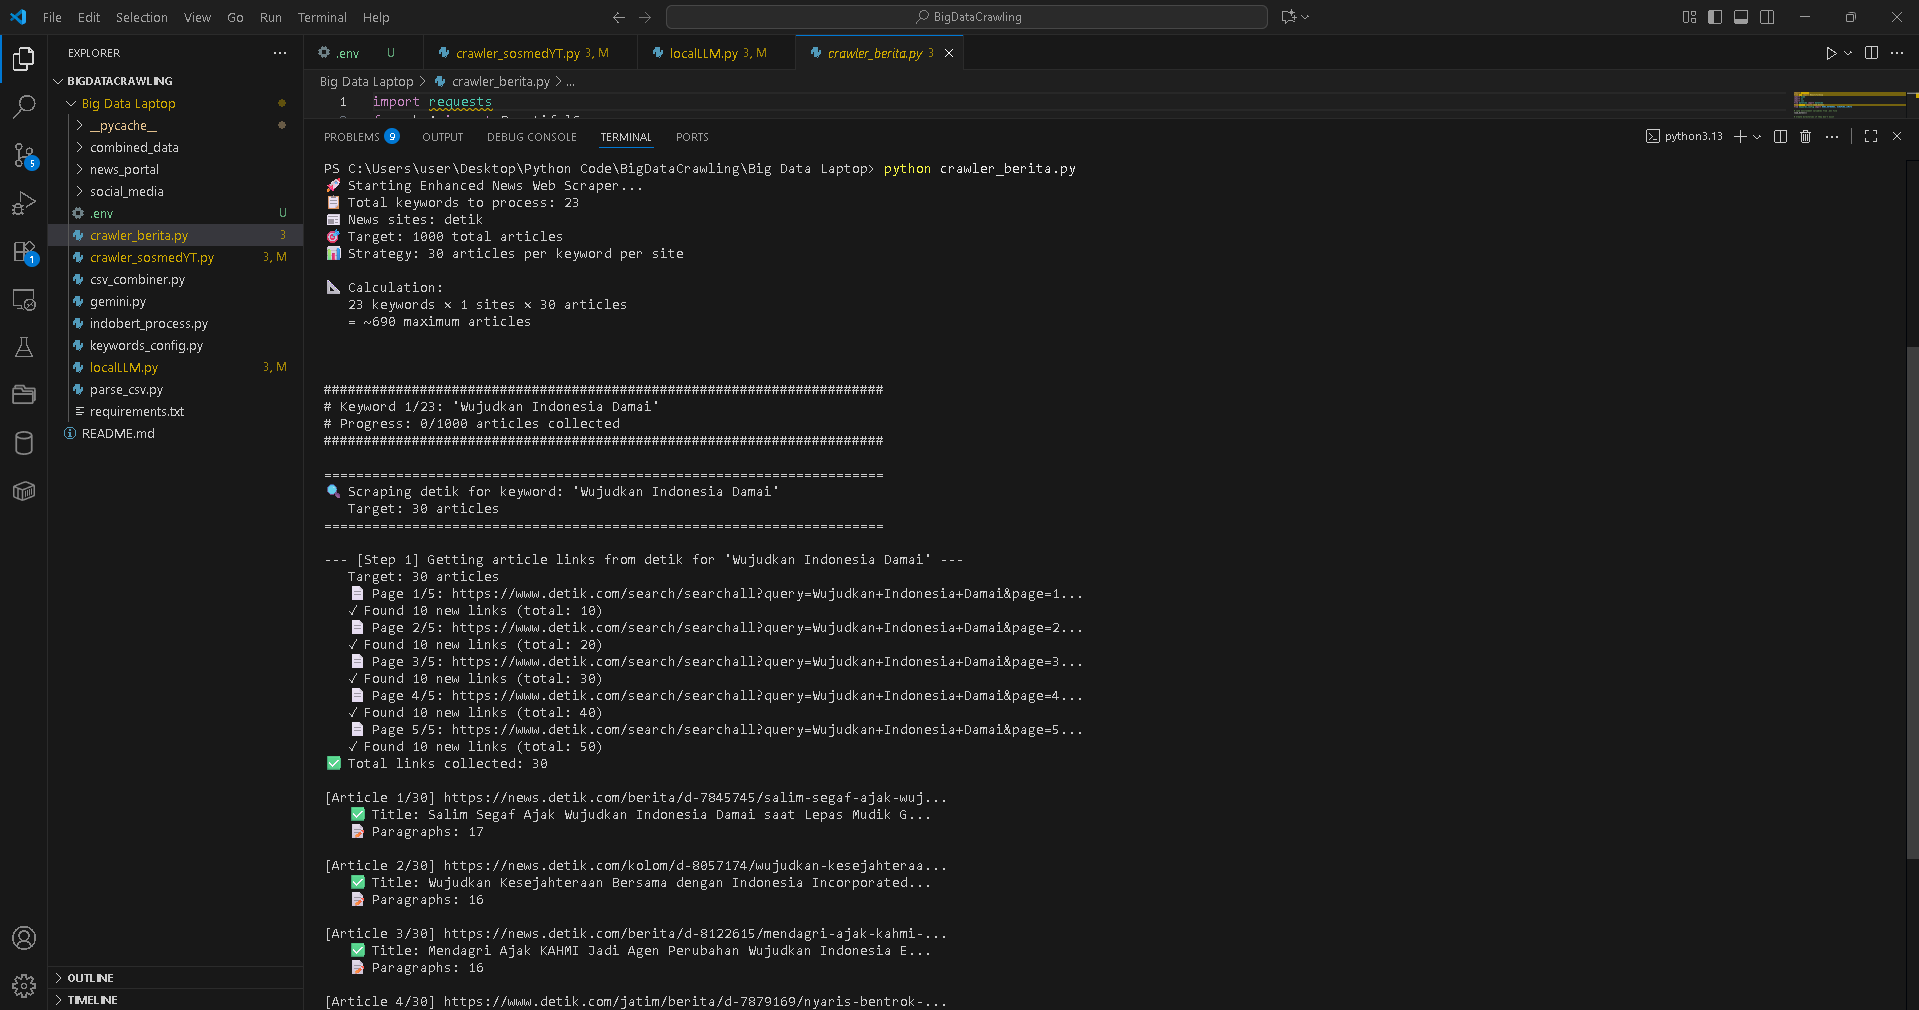 File Edit Selection View Go Run Terminal Help
BigDataCrawling
EXPLORER
BIGDATACRAWLING
Big Data Laptop
__pycache__
combined_data
news_portal
social_media
.env U
crawler_berita.py 3
crawler_sosmedYT.py 3, M
csv_combiner.py
gemini.py
indobert_process.py
keywords_config.py
localLLM.py 3, M
parse_csv.py
requirements.txt
README.md
OUTLINE
TIMELINE
5
1
.env U crawler_sosmedYT.py 3, M localLLM.py 3, M crawler_berita.py 3
Big Data Laptop > crawler_berita.py > ...
1 import requests
PROBLEMS 9 OUTPUT DEBUG CONSOLE TERMINAL PORTS
python3.13
PS C:\Users\user\Desktop\Python Code\BigDataCrawling\Big Data Laptop> python crawler_berita.py
🚀 Starting Enhanced News Web Scraper...
📋 Total keywords to process: 23
📰 News sites: detik
🎯 Target: 1000 total articles
📊 Strategy: 30 articles per keyword per site
📐 Calculation:
23 keywords × 1 sites × 30 articles
= ~690 maximum articles
######################################################################
# Keyword 1/23: 'Wujudkan Indonesia Damai'
# Progress: 0/1000 articles collected
######################################################################
======================================================================
🔍 Scraping detik for keyword: 'Wujudkan Indonesia Damai'
Target: 30 articles
======================================================================
--- [Step 1] Getting article links from detik for 'Wujudkan Indonesia Damai' ---
Target: 30 articles
📄 Page 1/5: https://www.detik.com/search/searchall?query=Wujudkan+Indonesia+Damai&page=1...
✓ Found 10 new links (total: 10)
📄 Page 2/5: https://www.detik.com/search/searchall?query=Wujudkan+Indonesia+Damai&page=2...
✓ Found 10 new links (total: 20)
📄 Page 3/5: https://www.detik.com/search/searchall?query=Wujudkan+Indonesia+Damai&page=3...
✓ Found 10 new links (total: 30)
📄 Page 4/5: https://www.detik.com/search/searchall?query=Wujudkan+Indonesia+Damai&page=4...
✓ Found 10 new links (total: 40)
📄 Page 5/5: https://www.detik.com/search/searchall?query=Wujudkan+Indonesia+Damai&page=5...
✓ Found 10 new links (total: 50)
✅ Total links collected: 30
[Article 1/30] https://news.detik.com/berita/d-7845745/salim-segaf-ajak-wuj...
✅ Title: Salim Segaf Ajak Wujudkan Indonesia Damai saat Lepas Mudik G...
📝 Paragraphs: 17
[Article 2/30] https://news.detik.com/kolom/d-8057174/wujudkan-kesejahteraa...
✅ Title: Wujudkan Kesejahteraan Bersama dengan Indonesia Incorporated...
📝 Paragraphs: 16
[Article 3/30] https://news.detik.com/berita/d-8122615/mendagri-ajak-kahmi-...
✅ Title: Mendagri Ajak KAHMI Jadi Agen Perubahan Wujudkan Indonesia E...
📝 Paragraphs: 16
[Article 4/30] https://www.detik.com/jatim/berita/d-7879169/nyaris-bentrok-...